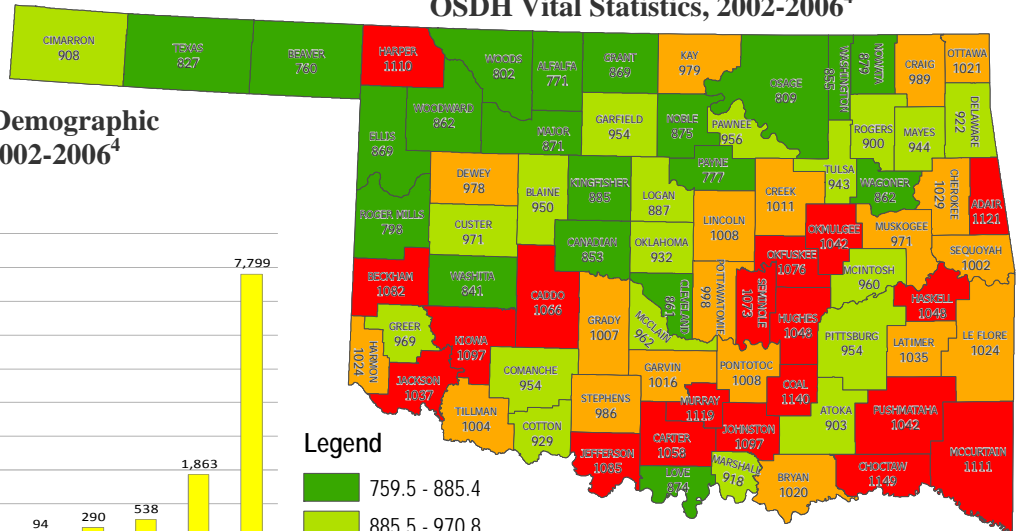 OSDH Vital Statistics, 2002-2006⁴
Demographic
002-2006⁴
CIMARRON
908
TEXAS
827
BEAVER
760
HARPER
1110
WOODS
802
ALFALFA
771
GRANT
869
KAY
979
OSAGE
809
WASHINGTON
855
NOWATA
879
CRAIG
989
OTTAWA
1021
WOODWARD
862
ELLIS
869
MAJOR
871
GARFIELD
954
NOBLE
875
PAWNEE
956
ROGERS
900
MAYES
944
DELAWARE
922
DEWEY
978
BLAINE
950
KINGFISHER
885
LOGAN
887
PAYNE
777
CREEK
1011
TULSA
943
WAGONER
862
CHEROKEE
1029
ADAIR
1121
ROGER MILLS
798
CUSTER
971
CANADIAN
853
OKLAHOMA
932
LINCOLN
1008
OKMULGEE
1042
MUSKOGEE
971
SEQUOYAH
1002
BECKHAM
1062
WASHITA
841
CADDO
1066
CLEVELAND
861
POTTAWATOMIE
998
SEMINOLE
1073
OKFUSKEE
1076
MCINTOSH
960
HASKELL
1043
GREER
969
KIOWA
1097
GRADY
1007
MCCLAIN
962
HUGHES
1048
PITTSBURG
954
LATIMER
1035
LE FLORE
1024
HARMON
1024
JACKSON
1037
COMANCHE
954
GARVIN
1016
PONTOTOC
1008
COAL
1140
TILLMAN
1004
COTTON
929
STEPHENS
986
MURRAY
1119
JOHNSTON
1097
ATOKA
903
PUSHMATAHA
1042
MCCURTAIN
1111
JEFFERSON
1085
CARTER
1058
LOVE
874
MARSHALL
918
BRYAN
1020
CHOCTAW
1149
7,799
1,863
538
290
94
Legend
759.5 - 885.4
885.5 - 970.8